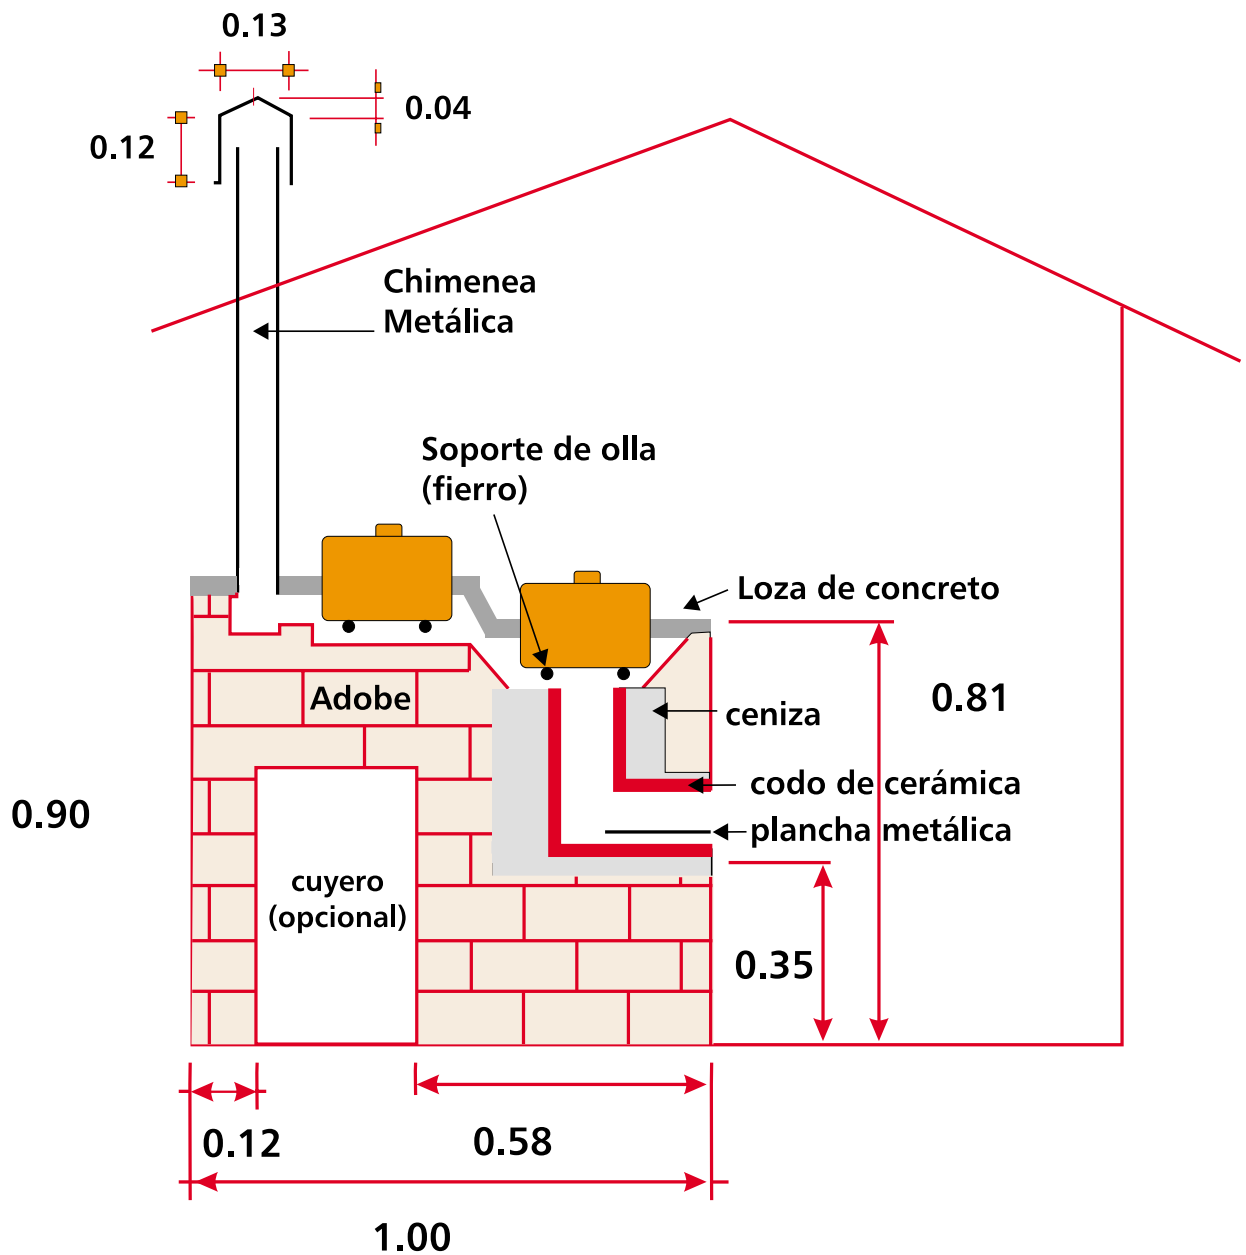 0.13
0.04
0.12
Chimenea
Metálica
Soporte de olla
(fierro)
Loza de concreto
0.81
Adobe
ceniza
codo de cerámica
0.90
plancha metálica
cuyero
(opcional)
0.35
0.12
0.58
1.00